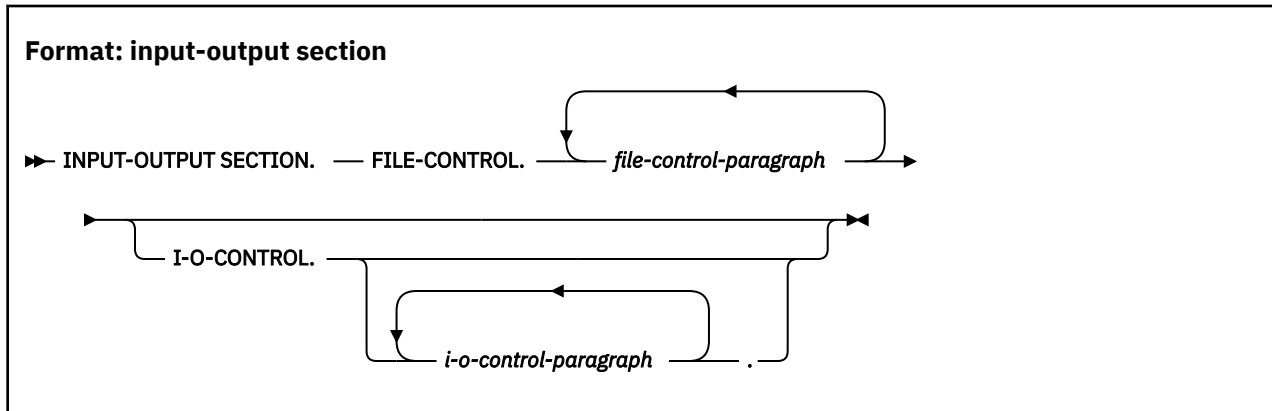 Format: input-output section
INPUT-OUTPUT SECTION. FILE-CONTROL. file-control-paragraph
I-O-CONTROL.
i-o-control-paragraph .